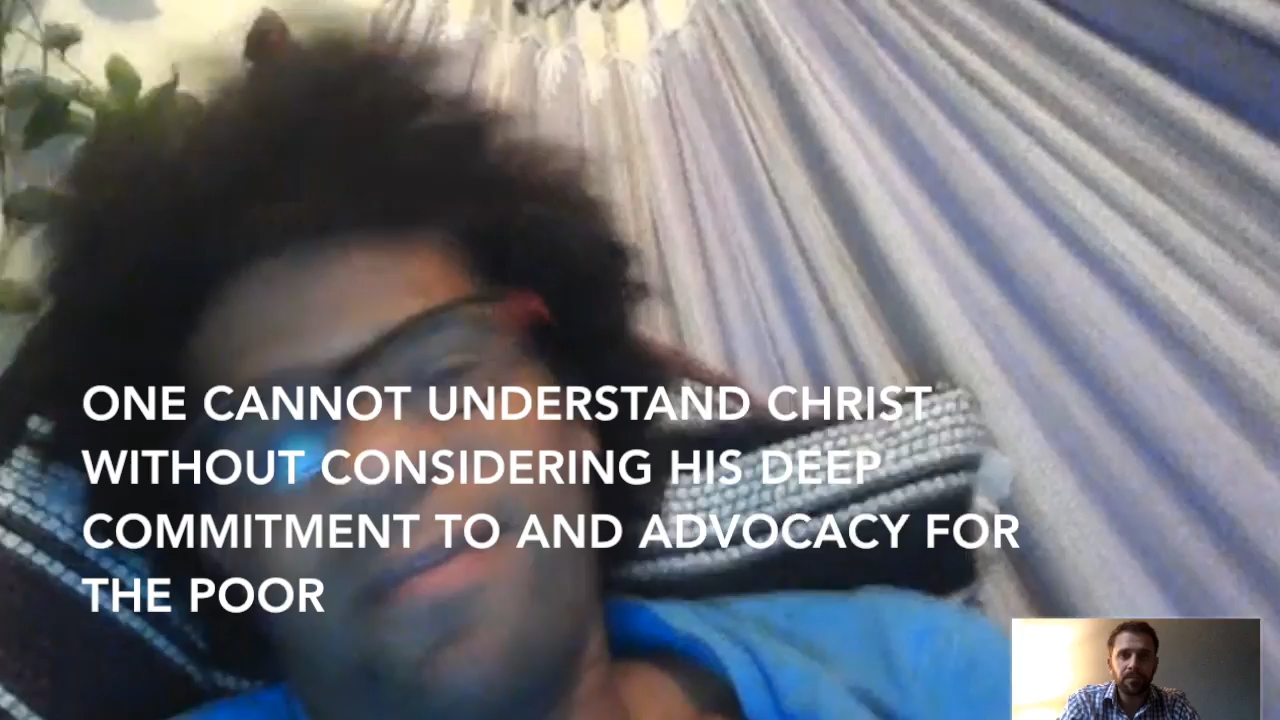 ONE CANNOT UNDERSTAND CHRIST
WITHOUT CONSIDERING HIS DEEP
COMMITMENT TO AND ADVOCACY FOR
THE POOR